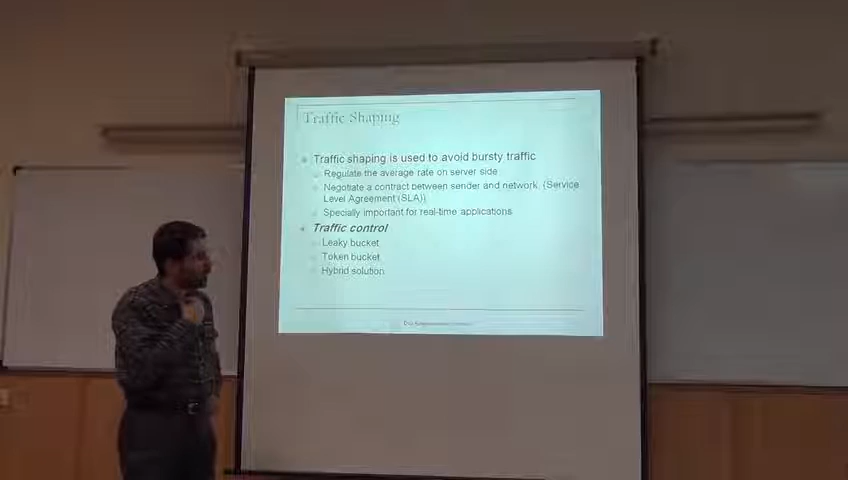 Traffic Shaping
Traffic shaping is used to avoid bursty traffic
Regulate the average rate on server side
Negotiate a contract between sender and network. (Service
Level Agreement (SLA))
Specially important for real-time applications
Traffic control
Leaky bucket
Token bucket
Hybrid solution